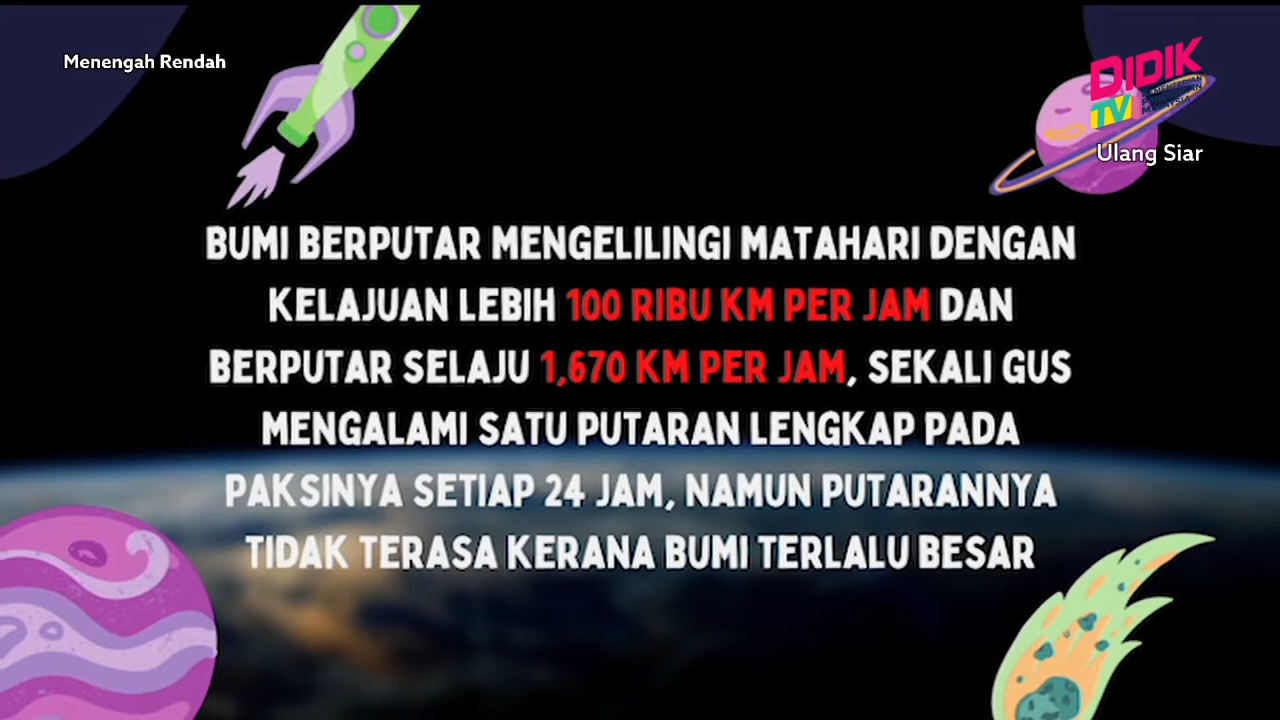 Menengah Rendah
DIDIK
TV
KEMENTERIAN
Ulang Siar
BUMI BERPUTAR MENGELILINGI MATAHARI DENGAN
KELAJUAN LEBIH 100 RIBU KM PER JAM DAN
BERPUTAR SELAJU 1,670 KM PER JAM, SEKALI GUS
MENGALAMI SATU PUTARAN LENGKAP PADA
PAKSINYA SETIAP 24 JAM, NAMUN PUTARANNYA
TIDAK TERASA KERANA BUMI TERLALU BESAR